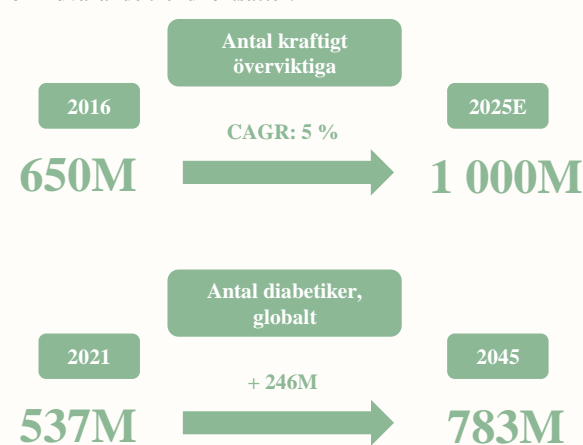 Antal kraftigt
överviktiga
2016
2025E
CAGR: 5 %
650M
1 000M
Antal diabetiker,
globalt
2021
2045
+ 246M
537M
783M